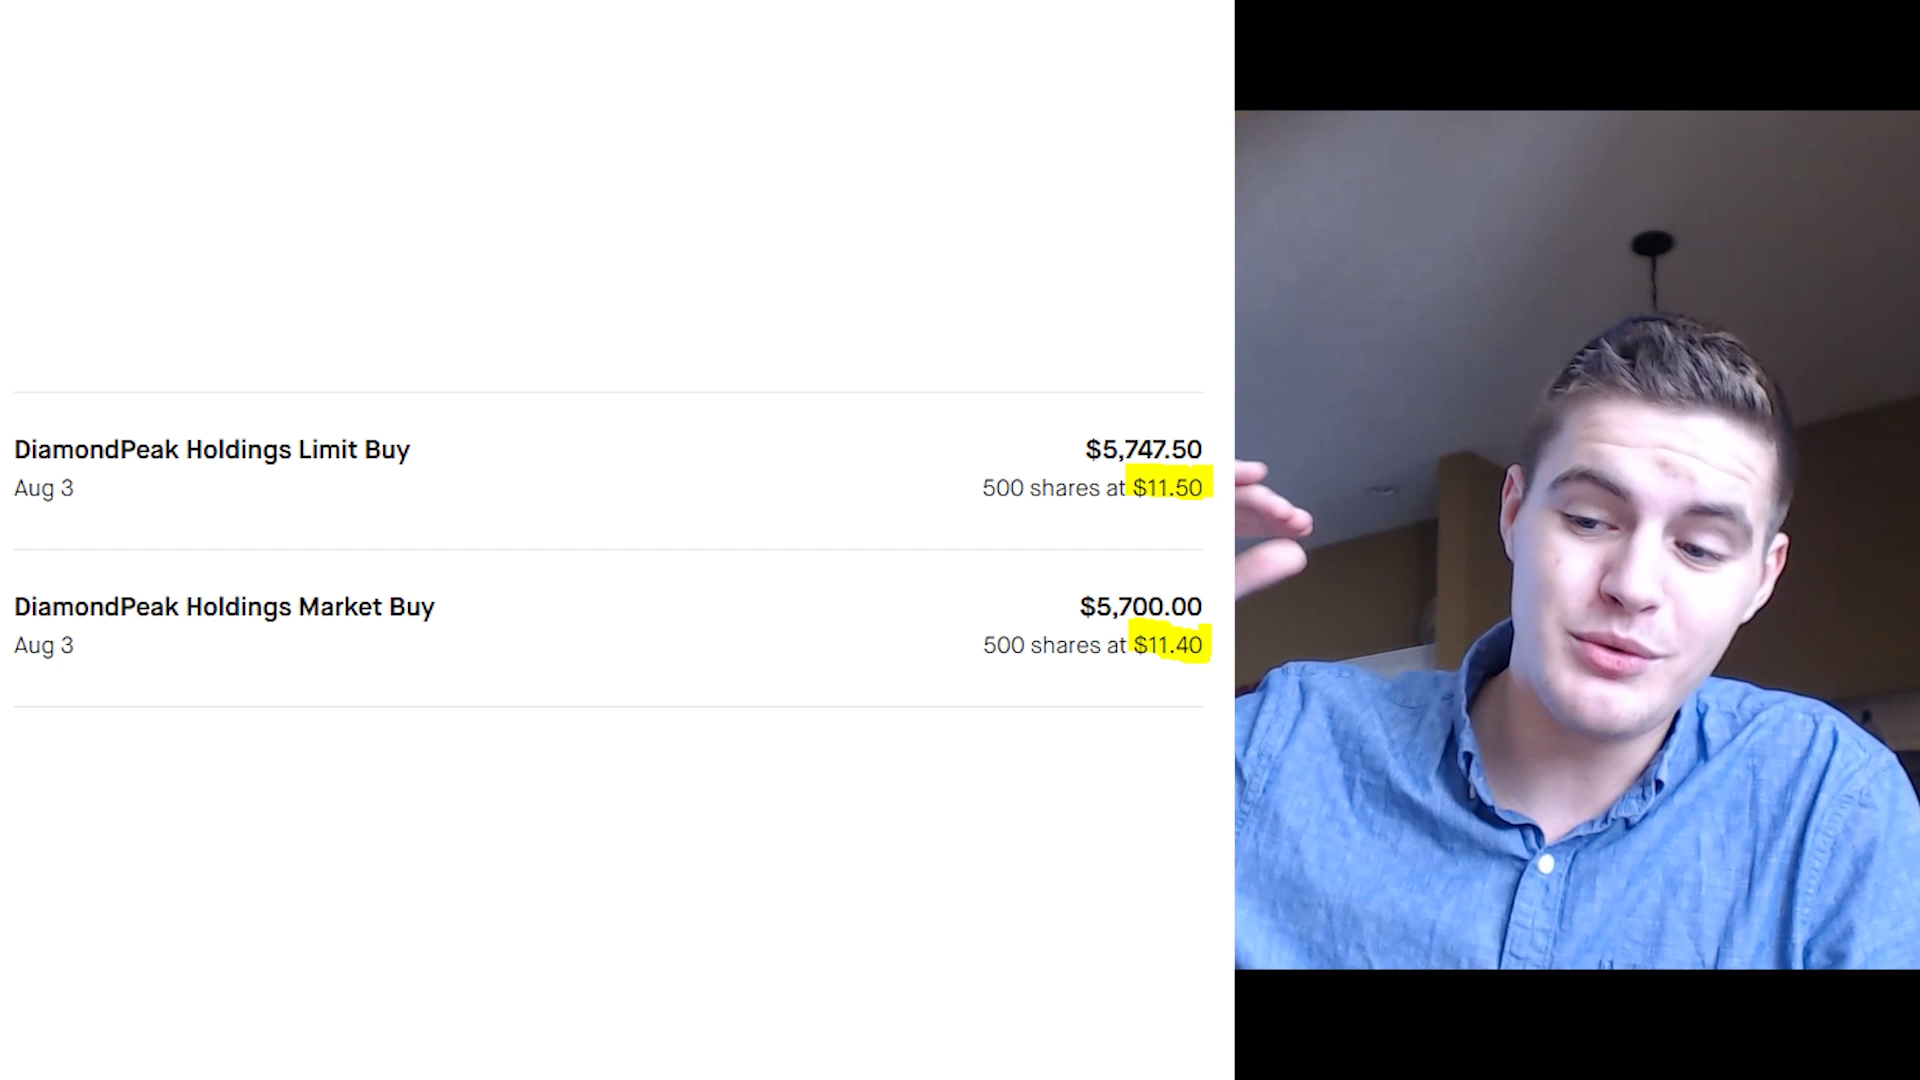 DiamondPeak Holdings Limit Buy
$5,747.50
Aug 3
500 shares at $11.50
DiamondPeak Holdings Market Buy
$5,700.00
Aug 3
500 shares at $11.40